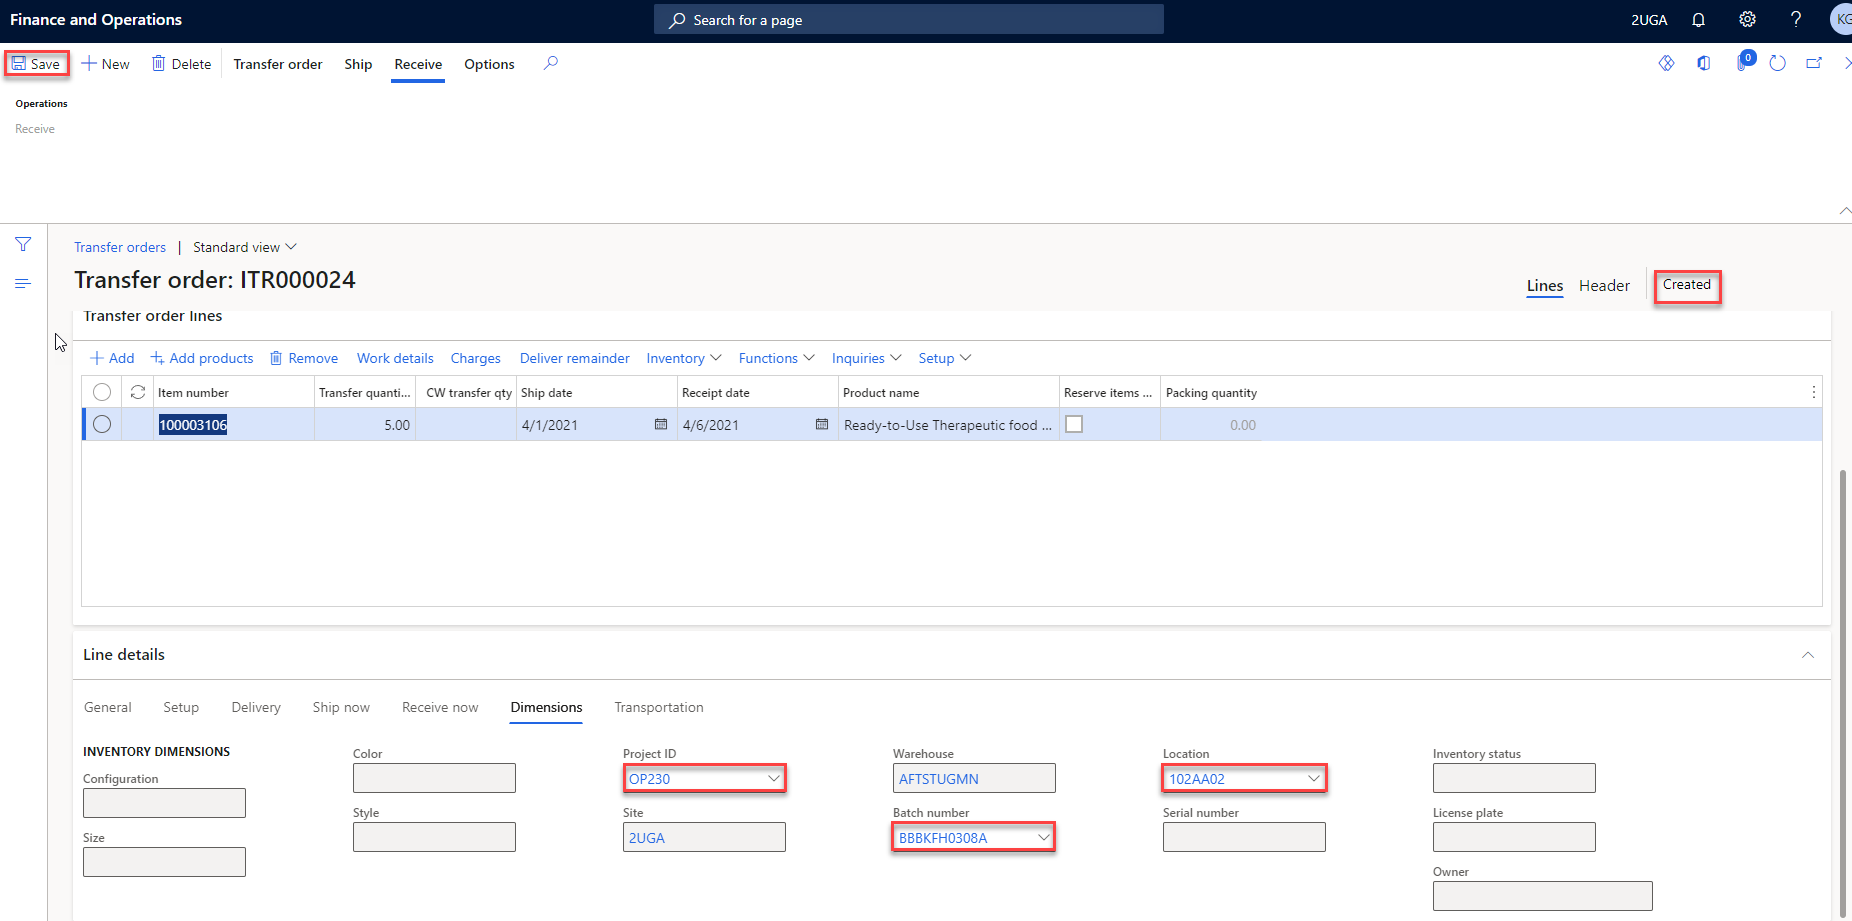 Finance and Operations
Search for a page
2UGA
KG
Save
New
Delete
Transfer order
Ship
Receive
Options
0
Operations
Receive
Transfer orders | Standard view
Transfer order: ITR000024
Lines
Header
Created
Transfer order lines
Add
Add products
Remove
Work details
Charges
Deliver remainder
Inventory
Functions
Inquiries
Setup
Item number
Transfer quanti...
CW transfer qty
Ship date
Receipt date
Product name
Reserve items ...
Packing quantity
100003106
5.00
4/1/2021
4/6/2021
Ready-to-Use Therapeutic food ...
0.00
Line details
General
Setup
Delivery
Ship now
Receive now
Dimensions
Transportation
INVENTORY DIMENSIONS
Configuration
Size
Color
Style
Project ID
OP230
Site
2UGA
Warehouse
AFTSTUGMN
Batch number
BBBKFH0308A
Location
102AA02
Serial number
Inventory status
License plate
Owner